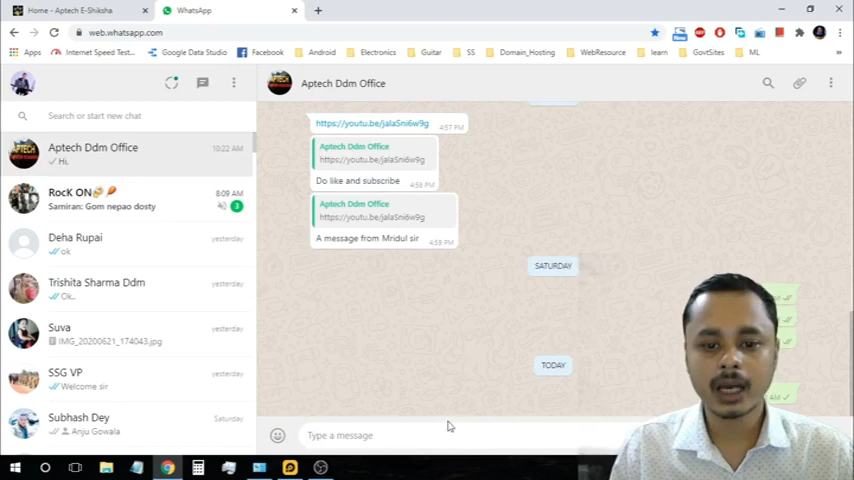 Home - Aptech E-Shiksha
WhatsApp
web.whatsapp.com
Apps
Internet Speed Test...
Google Data Studio
Facebook
Android
Electronics
Guitar
SS
Domain_Hosting
WebResource
learn
GovtSites
ML
Aptech Ddm Office
Search or start new chat
Aptech Ddm Office
10:22 AM
Hi,
RocK ON
8:09 AM
Samiran: Gom nepao dosty
3
Deha Rupai
yesterday
ok
Trishita Sharma Ddm
yesterday
Ok..
Suva
yesterday
IMG_20200621_174043.jpg
SSG VP
yesterday
Welcome sir
Subhash Dey
Saturday
Anju Gowala
https://youtu.be/jalaSni6w9g
4:57 PM
Aptech Ddm Office
https://youtu.be/jalaSni6w9g
Do like and subscribe
4:58 PM
Aptech Ddm Office
https://youtu.be/jalaSni6w9g
A message from Mridul sir
4:59 PM
SATURDAY
TODAY
AM
Type a message